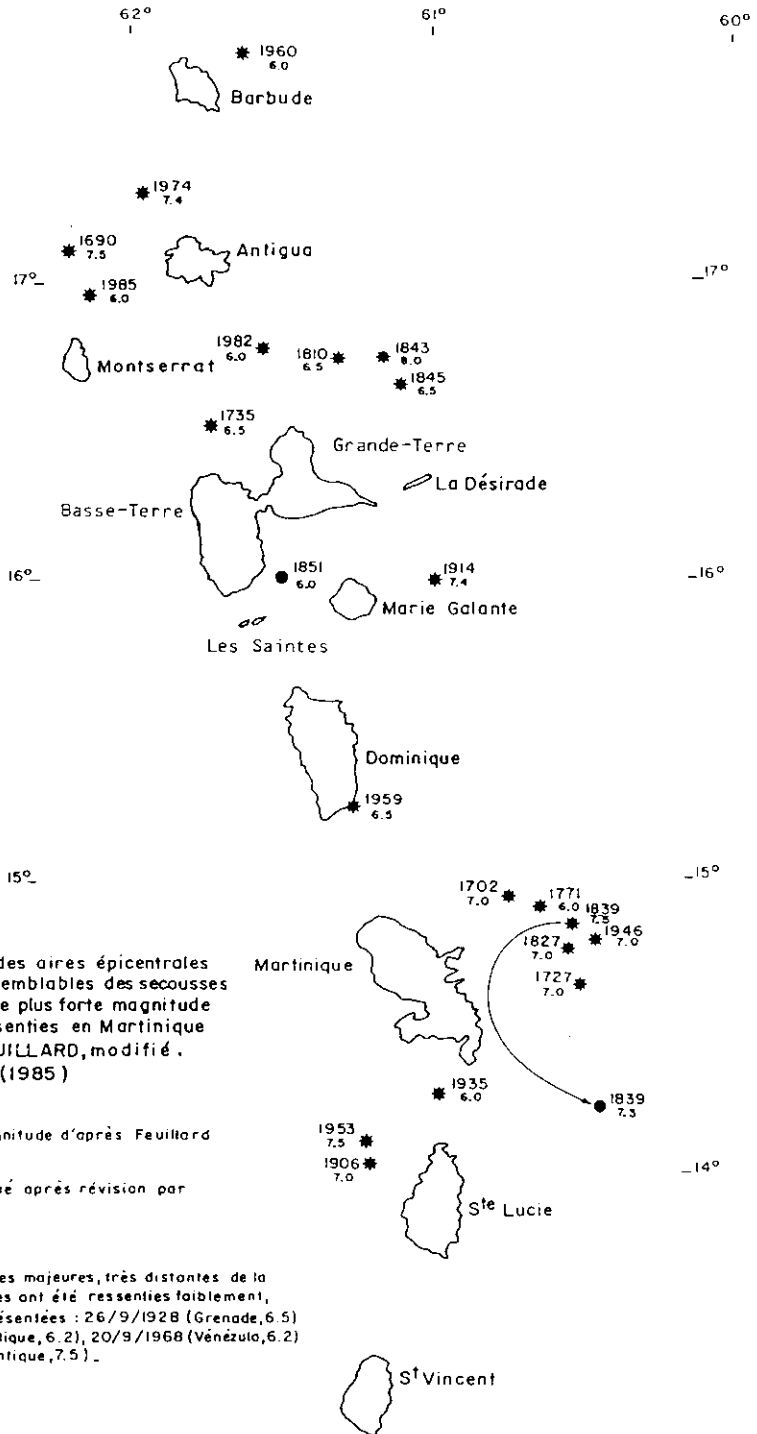 62° 61° 60°
1960
6.0
Barbude
1974
7.4
1690
7.5
Antigua
17°_ _17°
1985
6.0
1982
6.0
1810
6.5
1843
8.0
Montserrat
1845
6.5
1735
6.5
Grande-Terre
La Désirade
Basse-Terre
1851
6.0
1914
7.4
16°_ _16°
Marie Galante
Les Saintes
Dominique
1959
6.5
15°_ _15°
1702
7.0
1771
6.0
1839
7.5
1946
7.0
1827
7.0
1727
7.0
Martinique
des aires épicentrales
emblables des secousses
e plus forte magnitude
senties en Martinique
UILLARD, modifié.
(1985)
1935
6.0
1839
7.3
nitude d'après Feuillard
1953
7.5
1906
7.0
_14°
é après révision par
Ste Lucie
es majeures, très distantes de la
es ont été ressenties faiblement,
ésentées : 26/9/1928 (Grenade, 6.5)
tique, 6.2), 20/9/1968 (Vénézula, 6.2)
ntique, 7.5)_
St Vincent